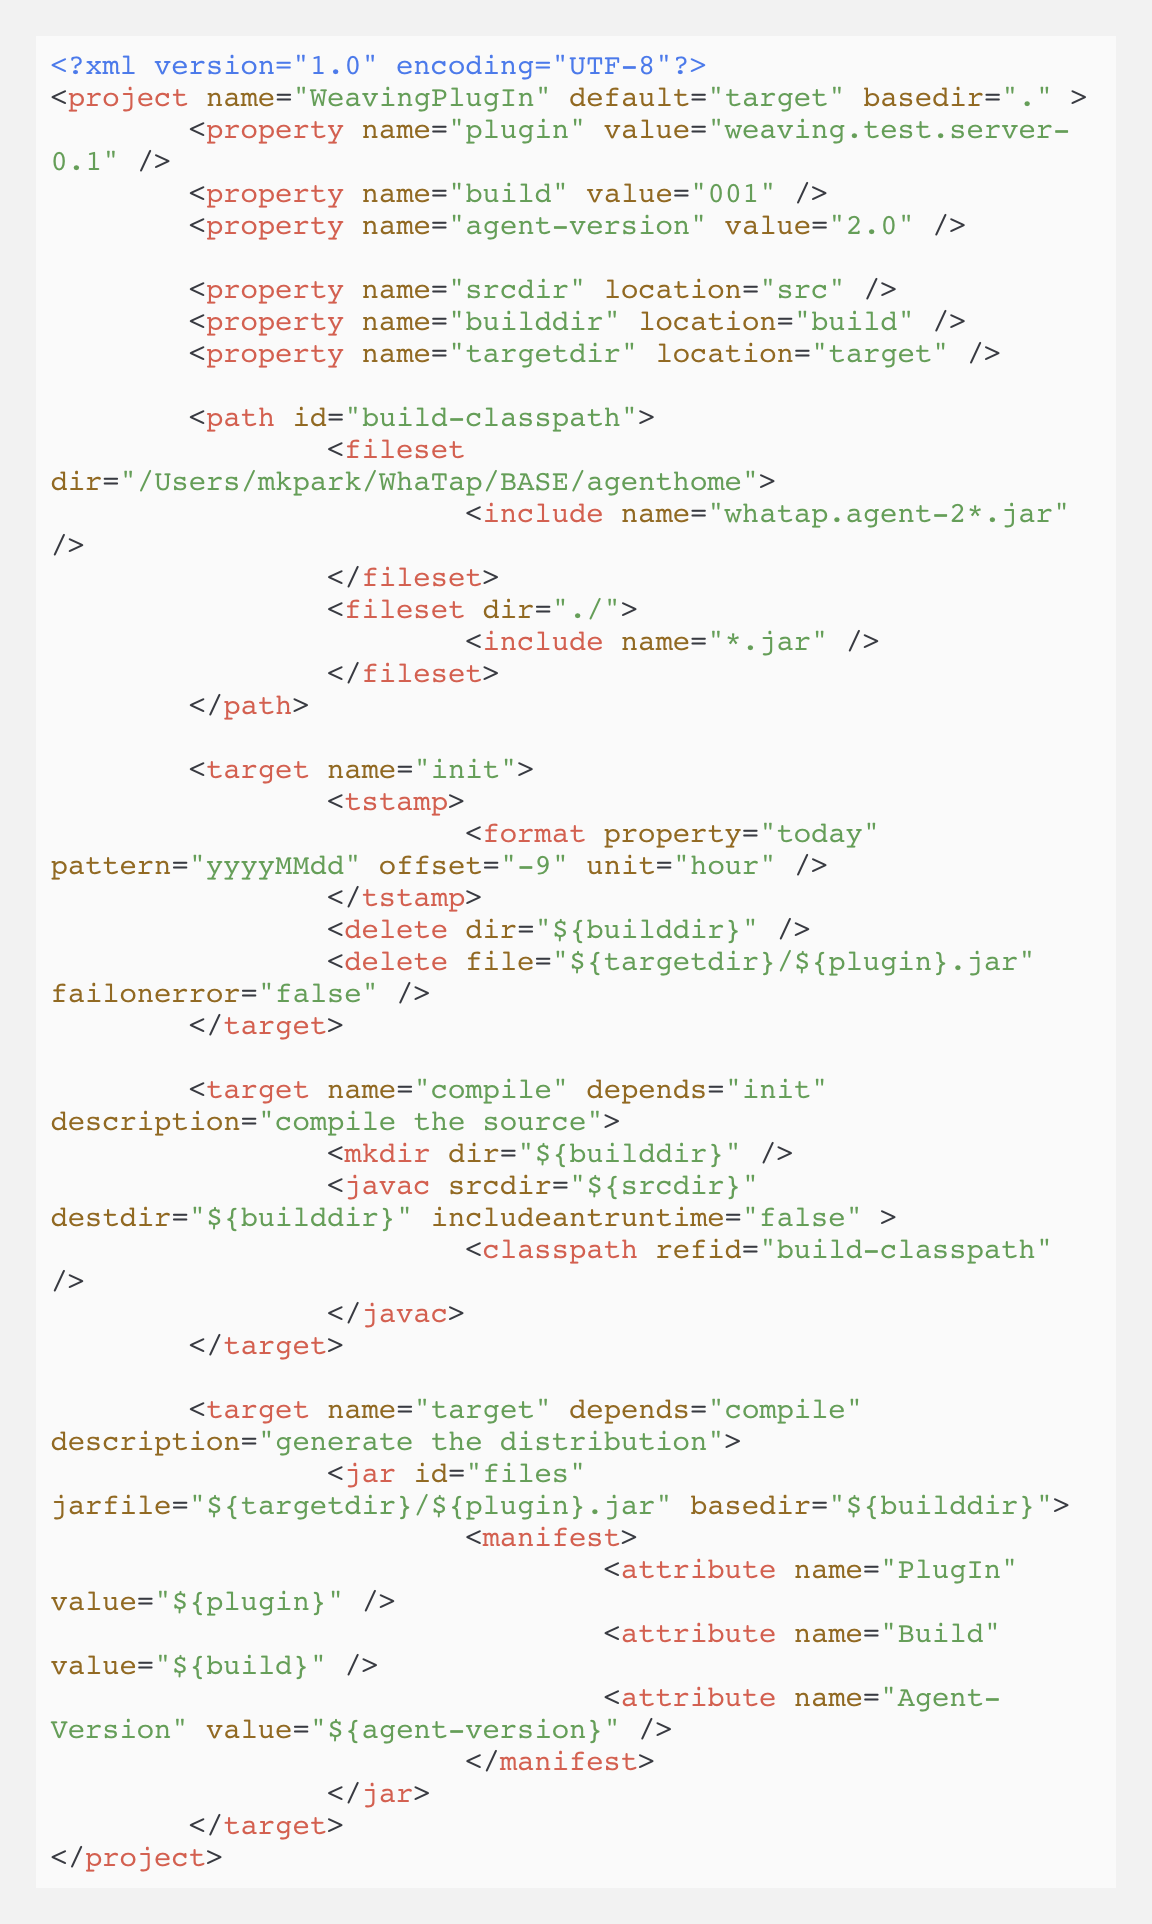 <?xml version="1.0" encoding="UTF-8"?>
<project name="WeavingPlugIn" default="target" basedir="." >
        <property name="plugin" value="weaving.test.server-
0.1" />
        <property name="build" value="001" />
        <property name="agent-version" value="2.0" />

        <property name="srcdir" location="src" />
        <property name="builddir" location="build" />
        <property name="targetdir" location="target" />

        <path id="build-classpath">
                <fileset
dir="/Users/mkpark/WhaTap/BASE/agenthome">
                        <include name="whatap.agent-2*.jar"
/>
                </fileset>
                <fileset dir="./">
                        <include name="*.jar" />
                </fileset>
        </path>

        <target name="init">
                <tstamp>
                        <format property="today"
pattern="yyyyMMdd" offset="-9" unit="hour" />
                </tstamp>
                <delete dir="${builddir}" />
                <delete file="${targetdir}/${plugin}.jar"
failonerror="false" />
        </target>

        <target name="compile" depends="init"
description="compile the source">
                <mkdir dir="${builddir}" />
                <javac srcdir="${srcdir}"
destdir="${builddir}" includeantruntime="false" >
                        <classpath refid="build-classpath"
/>
                </javac>
        </target>

        <target name="target" depends="compile"
description="generate the distribution">
                <jar id="files"
jarfile="${targetdir}/${plugin}.jar" basedir="${builddir}">
                        <manifest>
                                <attribute name="PlugIn"
value="${plugin}" />
                                <attribute name="Build"
value="${build}" />
                                <attribute name="Agent-
Version" value="${agent-version}" />
                        </manifest>
                </jar>
        </target>
</project>